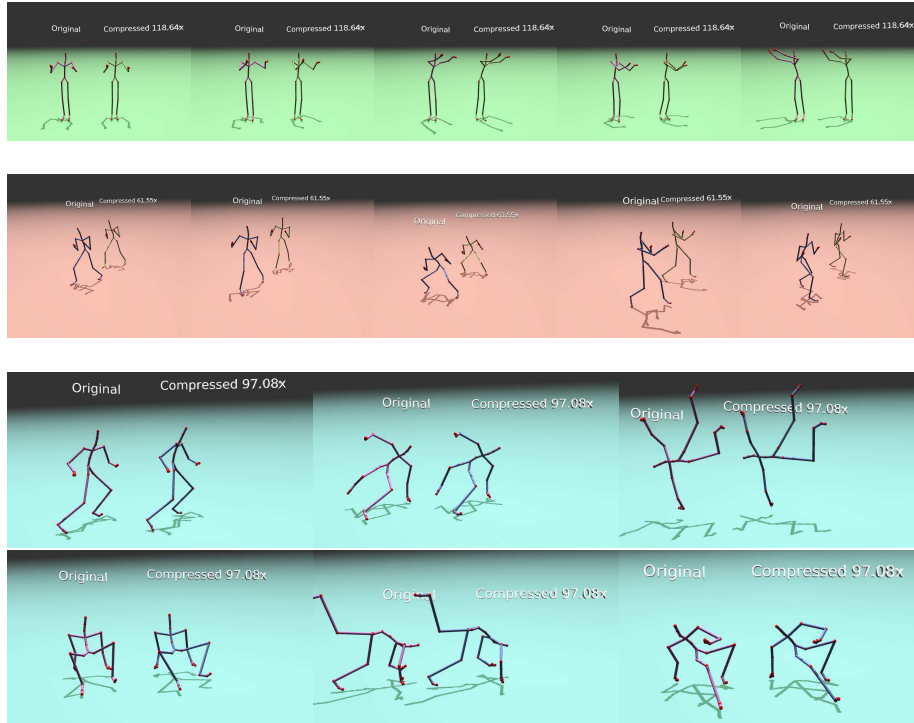 Original Compressed 118.64x Original Compressed 118.64x Original Compressed 118.64x Original Compressed 118.64x Original Compressed 118.64x
Original Compressed 61.55x Original Compressed 61.55x Original Compressed 61.55x Original Compressed 61.55x Original Compressed 61.55x
Original Compressed 97.08x Original Compressed 97.08x Original Compressed 97.08x
Original Compressed 97.08x Original Compressed 97.08x Original Compressed 97.08x